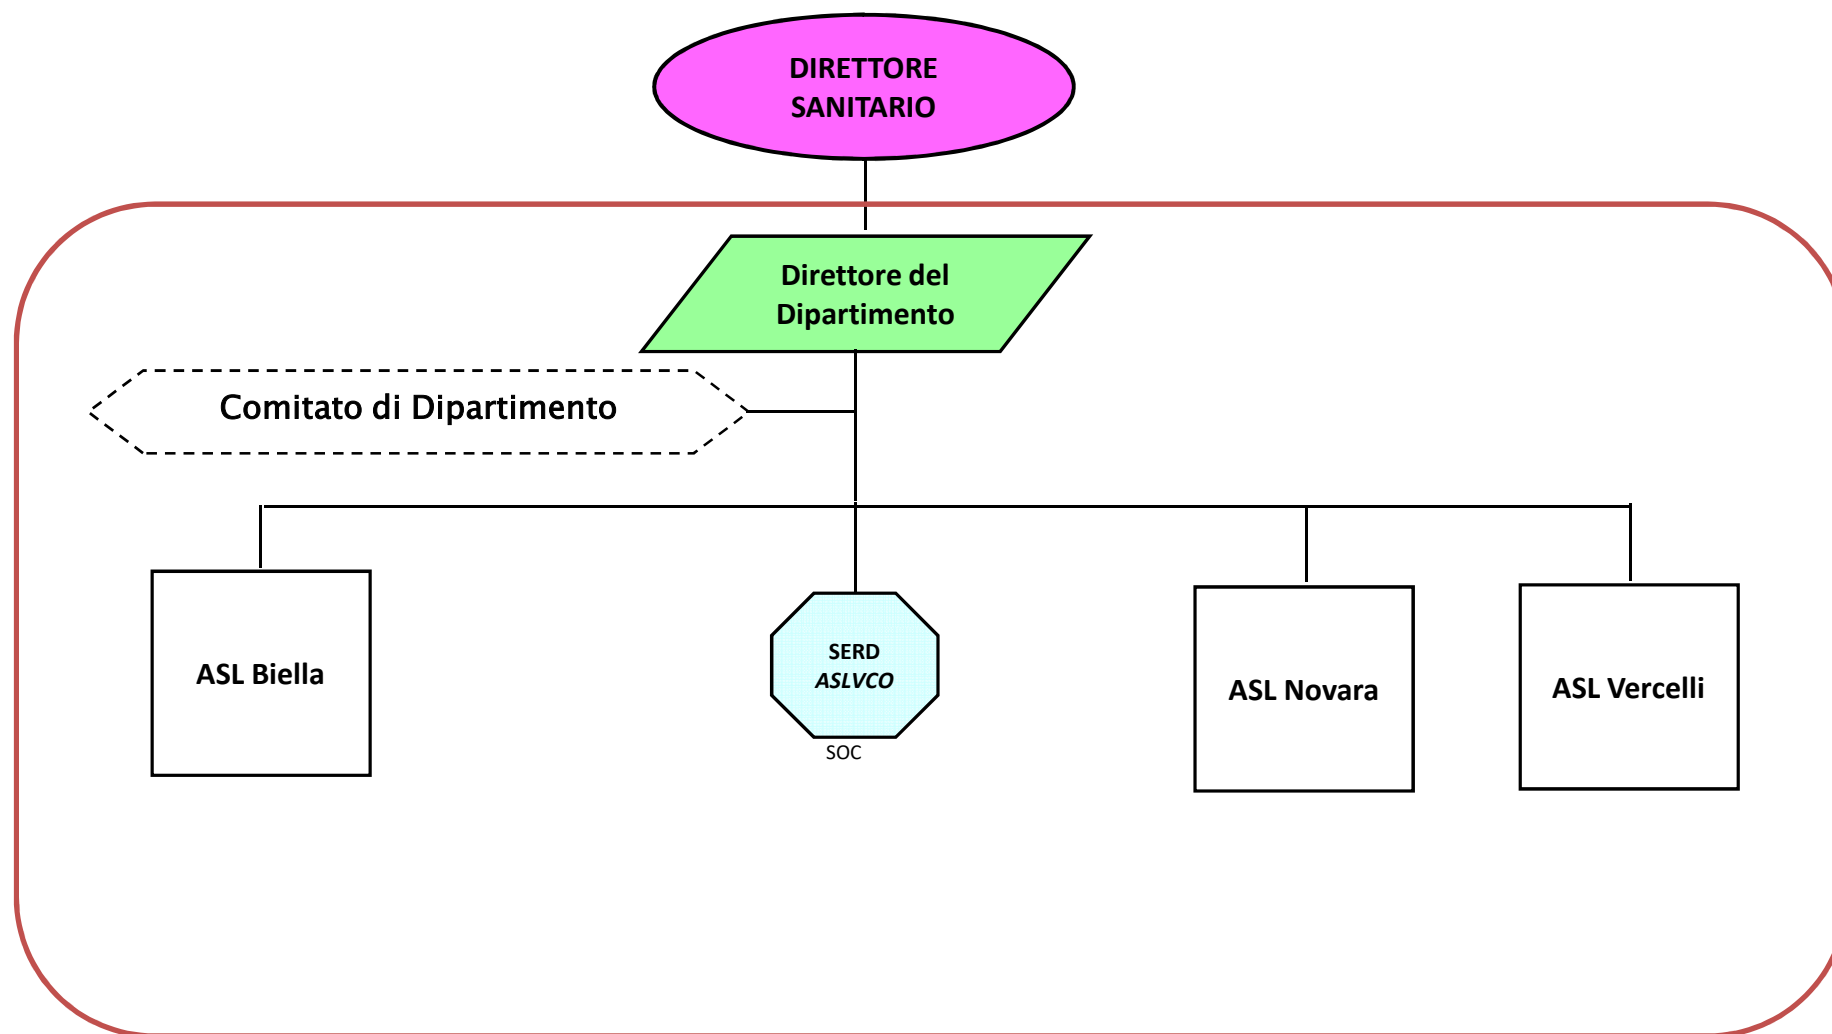 DIRETTORE
SANITARIO
Direttore del
Dipartimento
Comitato di Dipartimento
ASL Biella
SERD
ASLVCO
SOC
ASL Novara
ASL Vercelli